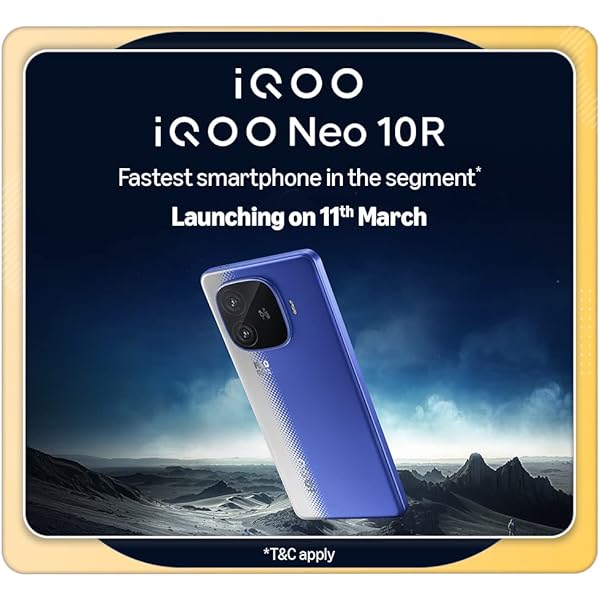 iQOO
iQOO Neo 10R
Fastest smartphone in the segment*
Launching on 11th March
*T&C apply